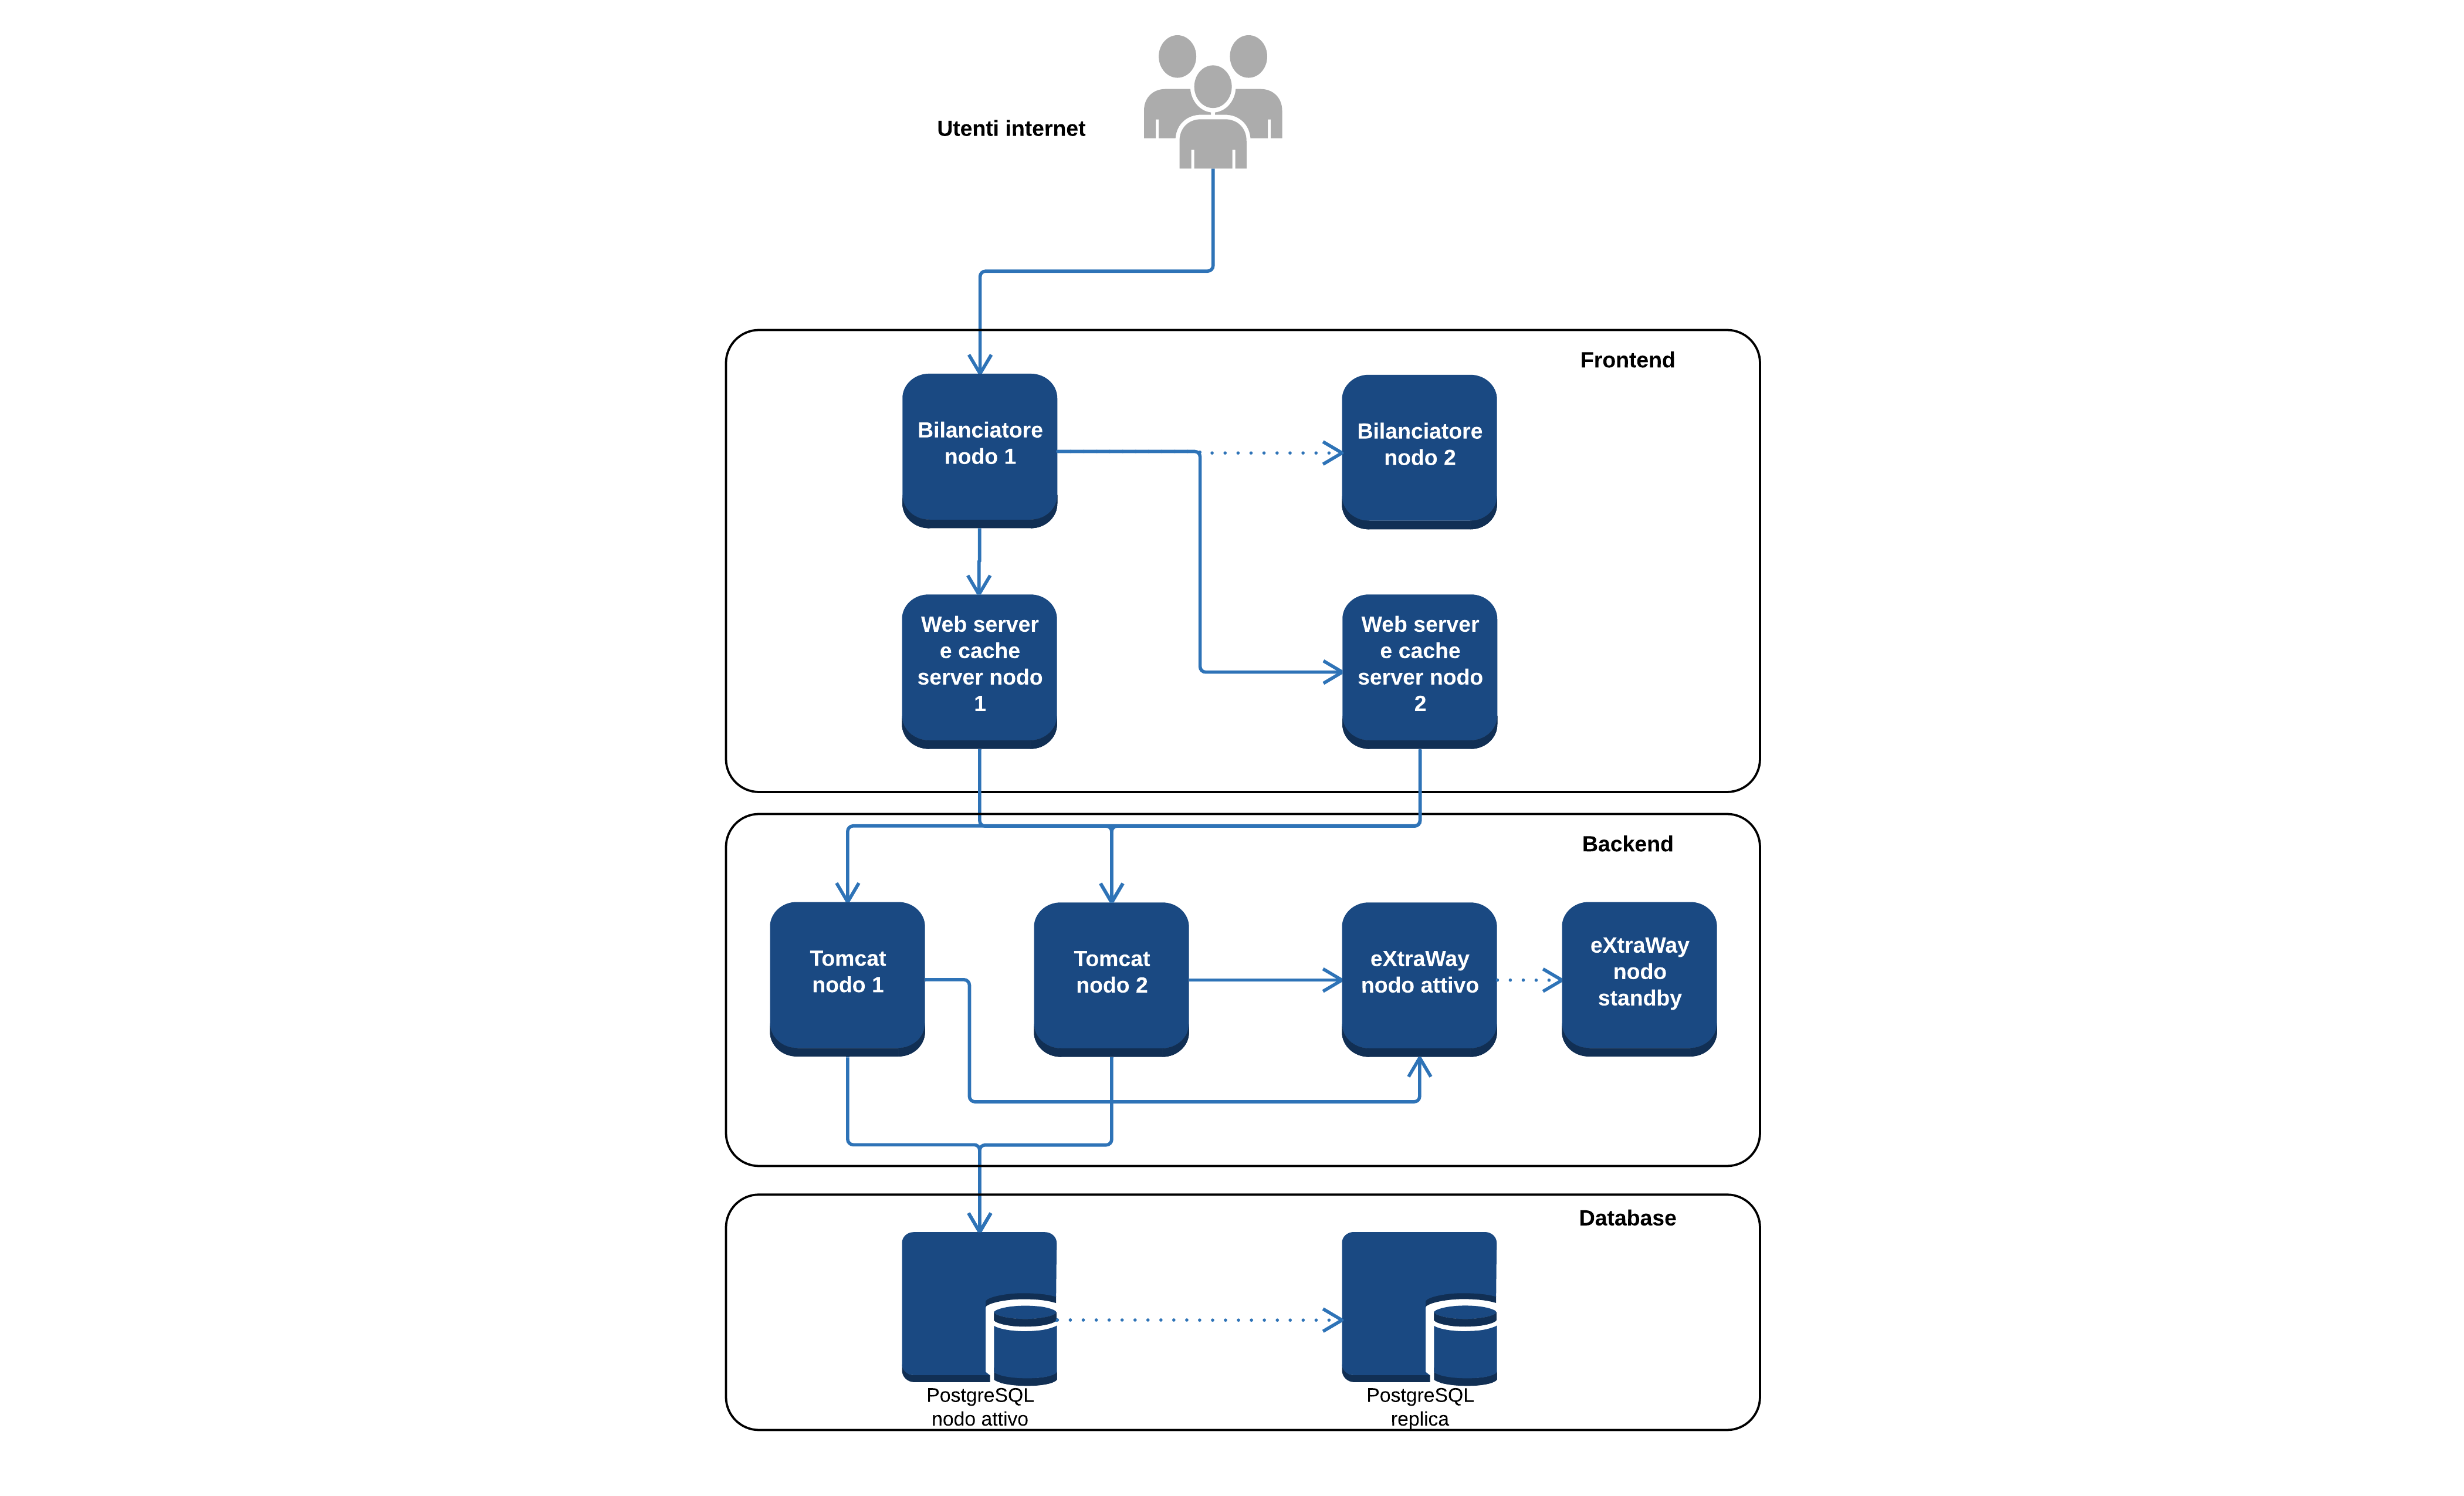 Utenti internet
Frontend
Bilanciatore
nodo 1
Bilanciatore
nodo 2
Web server
e cache
server nodo
1
Web server
e cache
server nodo
2
Backend
Tomcat
nodo 1
Tomcat
nodo 2
eXtraWay
nodo attivo
eXtraWay
nodo
standby
Database
PostgreSQL
nodo attivo
PostgreSQL
replica